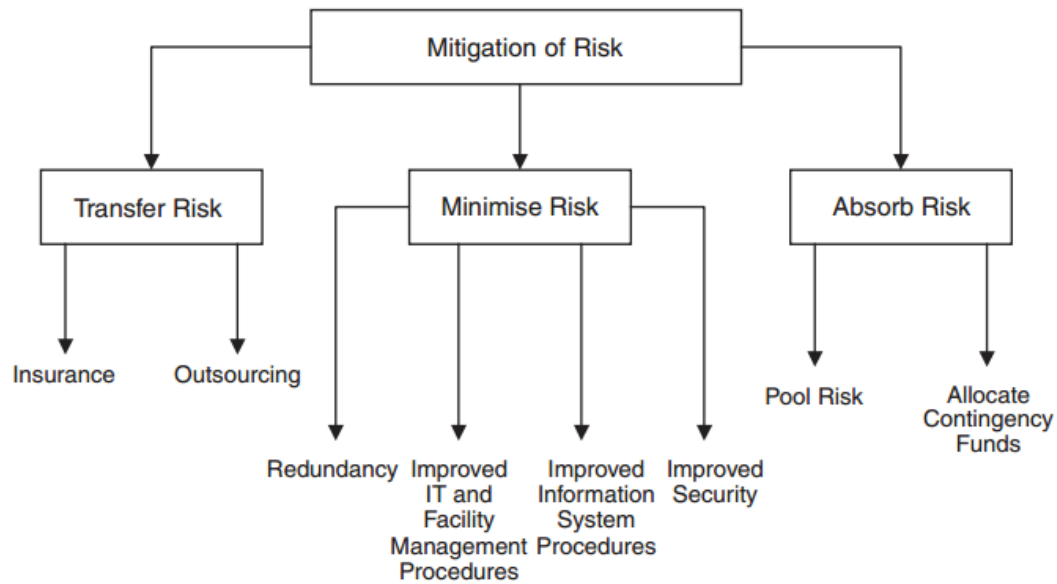 Mitigation of Risk
Transfer Risk
Minimise Risk
Absorb Risk
Insurance
Outsourcing
Redundancy
Improved
IT and
Facility
Management
Procedures
Improved
Information
System
Procedures
Improved
Security
Pool Risk
Allocate
Contingency
Funds